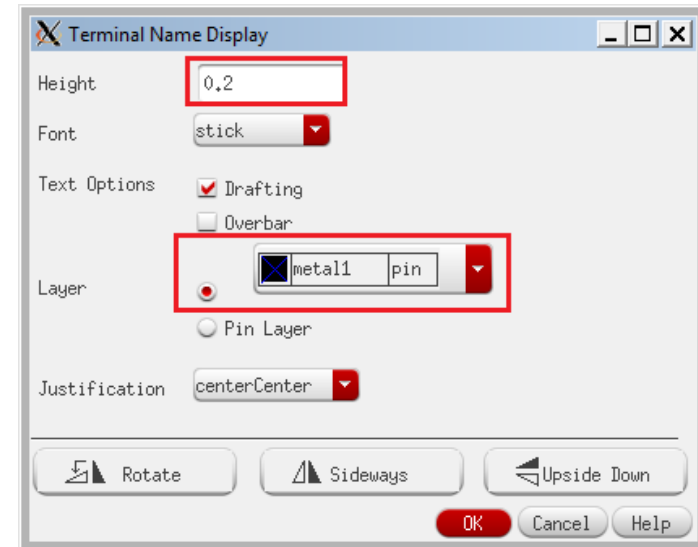 Terminal Name Display
Height 0.2
Font stick
Text Options Drafting
Overbar
Layer metal1 pin
Pin Layer
Justification centerCenter
Rotate Sideways Upside Down
OK Cancel Help